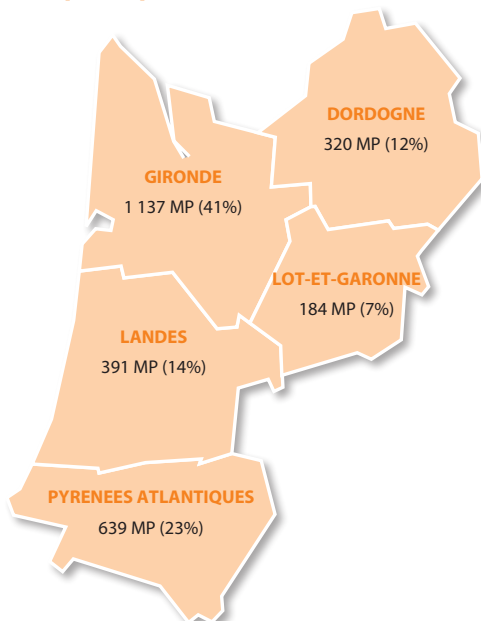 DORDOGNE
320 MP (12%)
GIRONDE
1 137 MP (41%)
LOT-ET-GARONNE
184 MP (7%)
LANDES
391 MP (14%)
PYRENEES ATLANTIQUES
639 MP (23%)